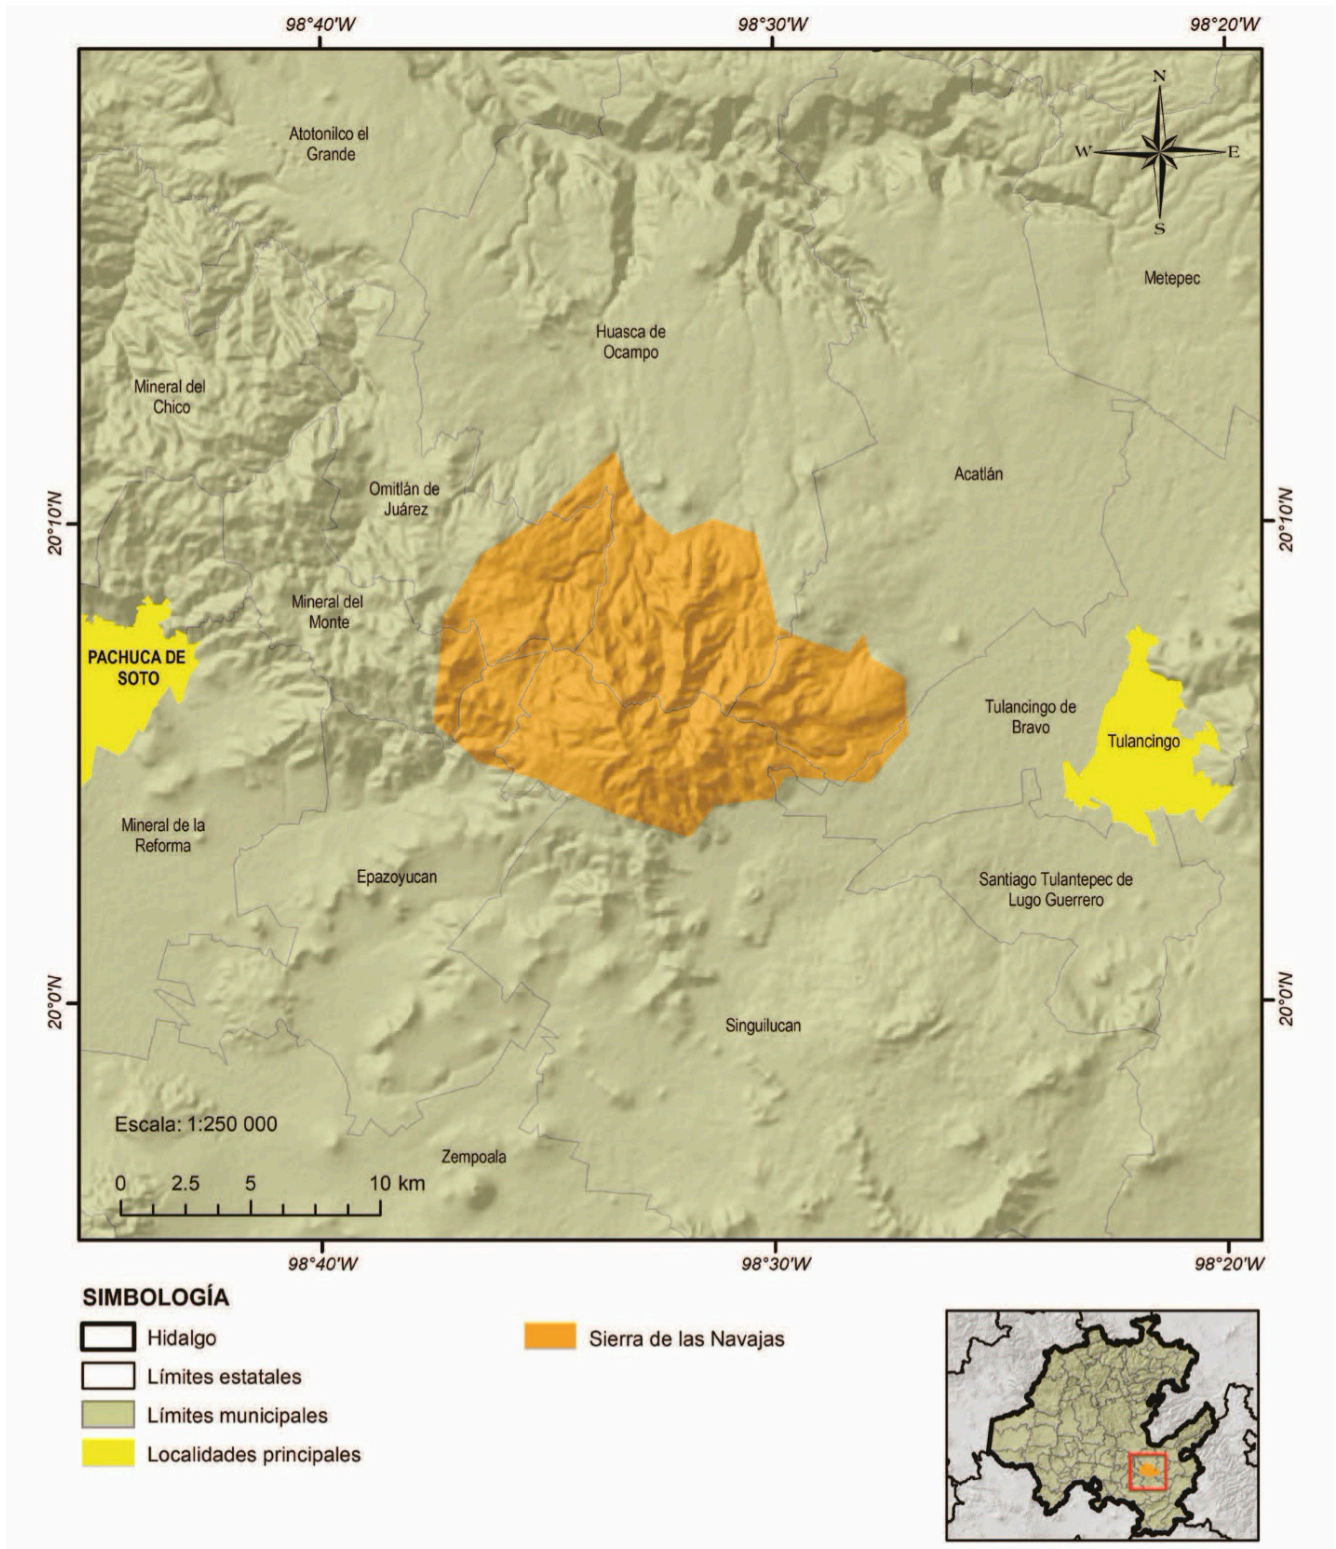 98°40'W
98°30'W
98°20'W
N
W
E
S
Atotonilco el
Grande
Metepec
Huasca de
Ocampo
Mineral del
Chico
Acatlán
Omitlán de
Juárez
20°10'N
20°10'N
Mineral del
Monte
PACHUCA DE
SOTO
Tulancingo de
Bravo
Tulancingo
Mineral de la
Reforma
Epazoyucan
Santiago Tulantepec de
Lugo Guerrero
20°0'N
20°0'N
Singuilucan
Escala: 1:250 000
Zempoala
0 2.5 5 10 km
98°40'W
98°30'W
98°20'W
SIMBOLOGÍA
Hidalgo
Límites estatales
Límites municipales
Localidades principales
Sierra de las Navajas